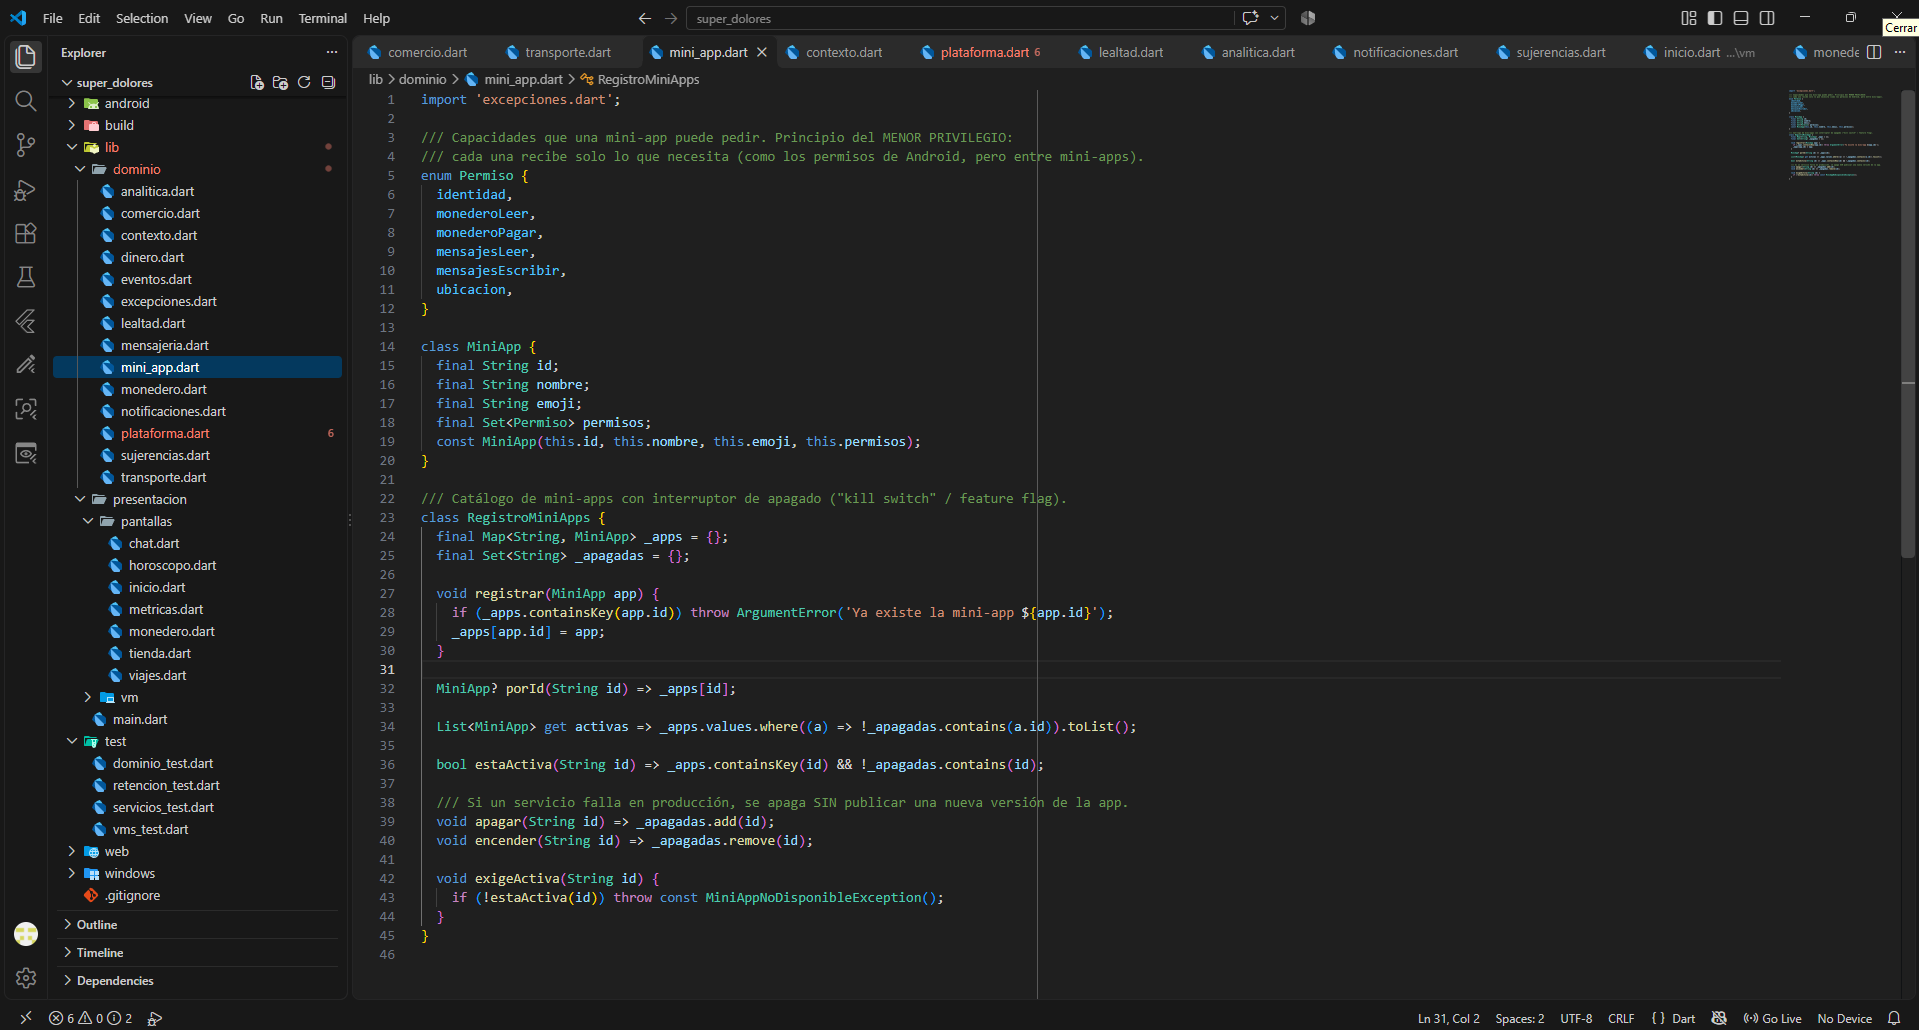 File Edit Selection View Go Run Terminal Help
super_dolores
Cerrar
Explorer
comercio.dart
transporte.dart
mini_app.dart
contexto.dart
plataforma.dart 6
lealtad.dart
analitica.dart
notificaciones.dart
sujerencias.dart
inicio.dart ...\vm
monede
super_dolores
android
build
lib
dominio
analitica.dart
comercio.dart
contexto.dart
dinero.dart
eventos.dart
excepciones.dart
lealtad.dart
mensajeria.dart
mini_app.dart
monedero.dart
notificaciones.dart
plataforma.dart 6
sujerencias.dart
transporte.dart
presentacion
pantallas
chat.dart
horoscopo.dart
inicio.dart
metricas.dart
monedero.dart
tienda.dart
viajes.dart
vm
main.dart
test
dominio_test.dart
retencion_test.dart
servicios_test.dart
vms_test.dart
web
windows
.gitignore
Outline
Timeline
Dependencies
lib > dominio > mini_app.dart > RegistroMiniApps
1 import 'excepciones.dart';
2
3 /// Capacidades que una mini-app puede pedir. Principio del MENOR PRIVILEGIO:
4 /// cada una recibe solo lo que necesita (como los permisos de Android, pero entre mini-apps).
5 enum Permiso {
6 identidad,
7 monederoLeer,
8 monederoPagar,
9 mensajesLeer,
10 mensajesEscribir,
11 ubicacion,
12 }
13
14 class MiniApp {
15 final String id;
16 final String nombre;
17 final String emoji;
18 final Set<Permiso> permisos;
19 const MiniApp(this.id, this.nombre, this.emoji, this.permisos);
20 }
21
22 /// Catálogo de mini-apps con interruptor de apagado ("kill switch" / feature flag).
23 class RegistroMiniApps {
24 final Map<String, MiniApp> _apps = {};
25 final Set<String> _apagadas = {};
26
27 void registrar(MiniApp app) {
28 if (_apps.containsKey(app.id)) throw ArgumentError('Ya existe la mini-app ${app.id}');
29 _apps[app.id] = app;
30 }
31
32 MiniApp? porId(String id) => _apps[id];
33
34 List<MiniApp> get activas => _apps.values.where((a) => !_apagadas.contains(a.id)).toList();
35
36 bool estaActiva(String id) => _apps.containsKey(id) && !_apagadas.contains(id);
37
38 /// Si un servicio falla en producción, se apaga SIN publicar una nueva versión de la app.
39 void apagar(String id) => _apagadas.add(id);
40 void encender(String id) => _apagadas.remove(id);
41
42 void exigeActiva(String id) {
43 if (!estaActiva(id)) throw const MiniAppNoDisponibleException();
44 }
45 }
46
6 0 2
Ln 31, Col 2 Spaces: 2 UTF-8 CRLF { } Dart Go Live No Device